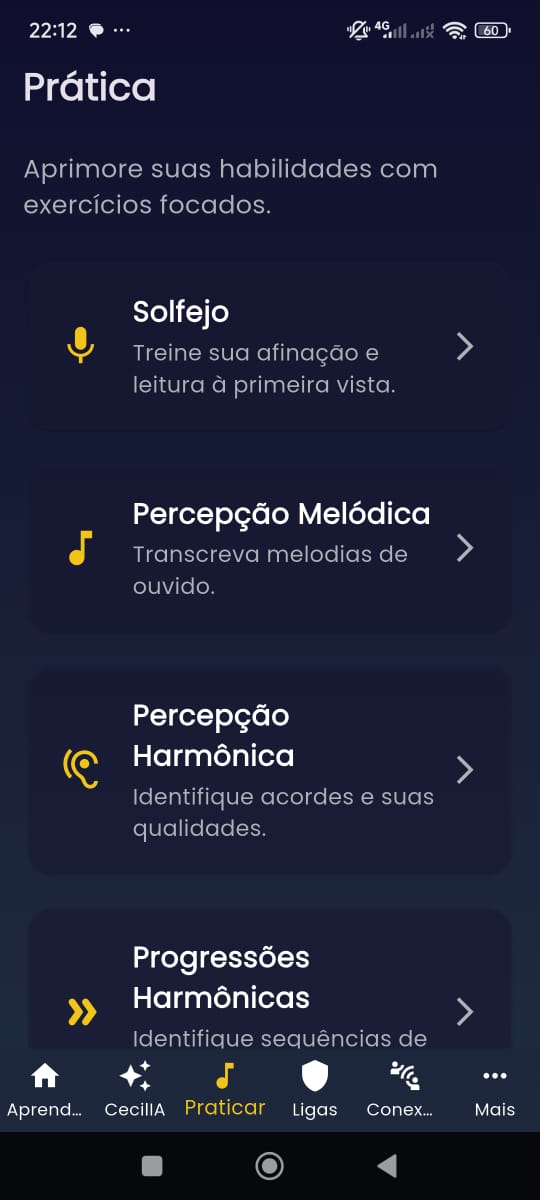 22:12 ... 4G 60
Prática
Aprimore suas habilidades com
exercícios focados.
Solfejo
Treine sua afinação e
leitura à primeira vista.
Percepção Melódica
Transcreva melodias de
ouvido.
Percepção
Harmônica
Identifique acordes e suas
qualidades.
Progressões
Harmônicas
Identifique sequências de
Aprend... CecilIA Praticar Ligas Conex... Mais